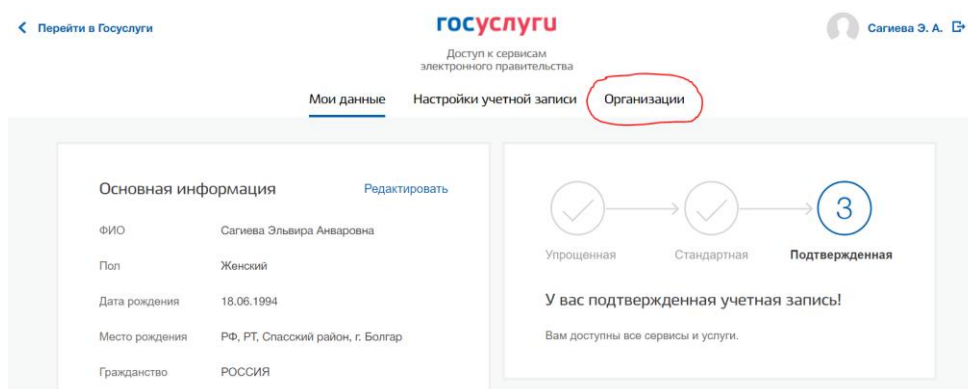 Перейти в Госуслуги
госуслуги
Сагиева Э. А.
Доступ к сервисам
электронного правительства
Мои данные Настройки учетной записи Организации
Основная информация Редактировать
ФИО Сагиева Эльвира Анваровна
Пол Женский
Дата рождения 18.06.1994
Место рождения РФ, РТ, Спасский район, г. Болгар
Гражданство РОССИЯ
3
Упрощенная Стандартная Подтвержденная
У вас подтвержденная учетная запись!
Вам доступны все сервисы и услуги.